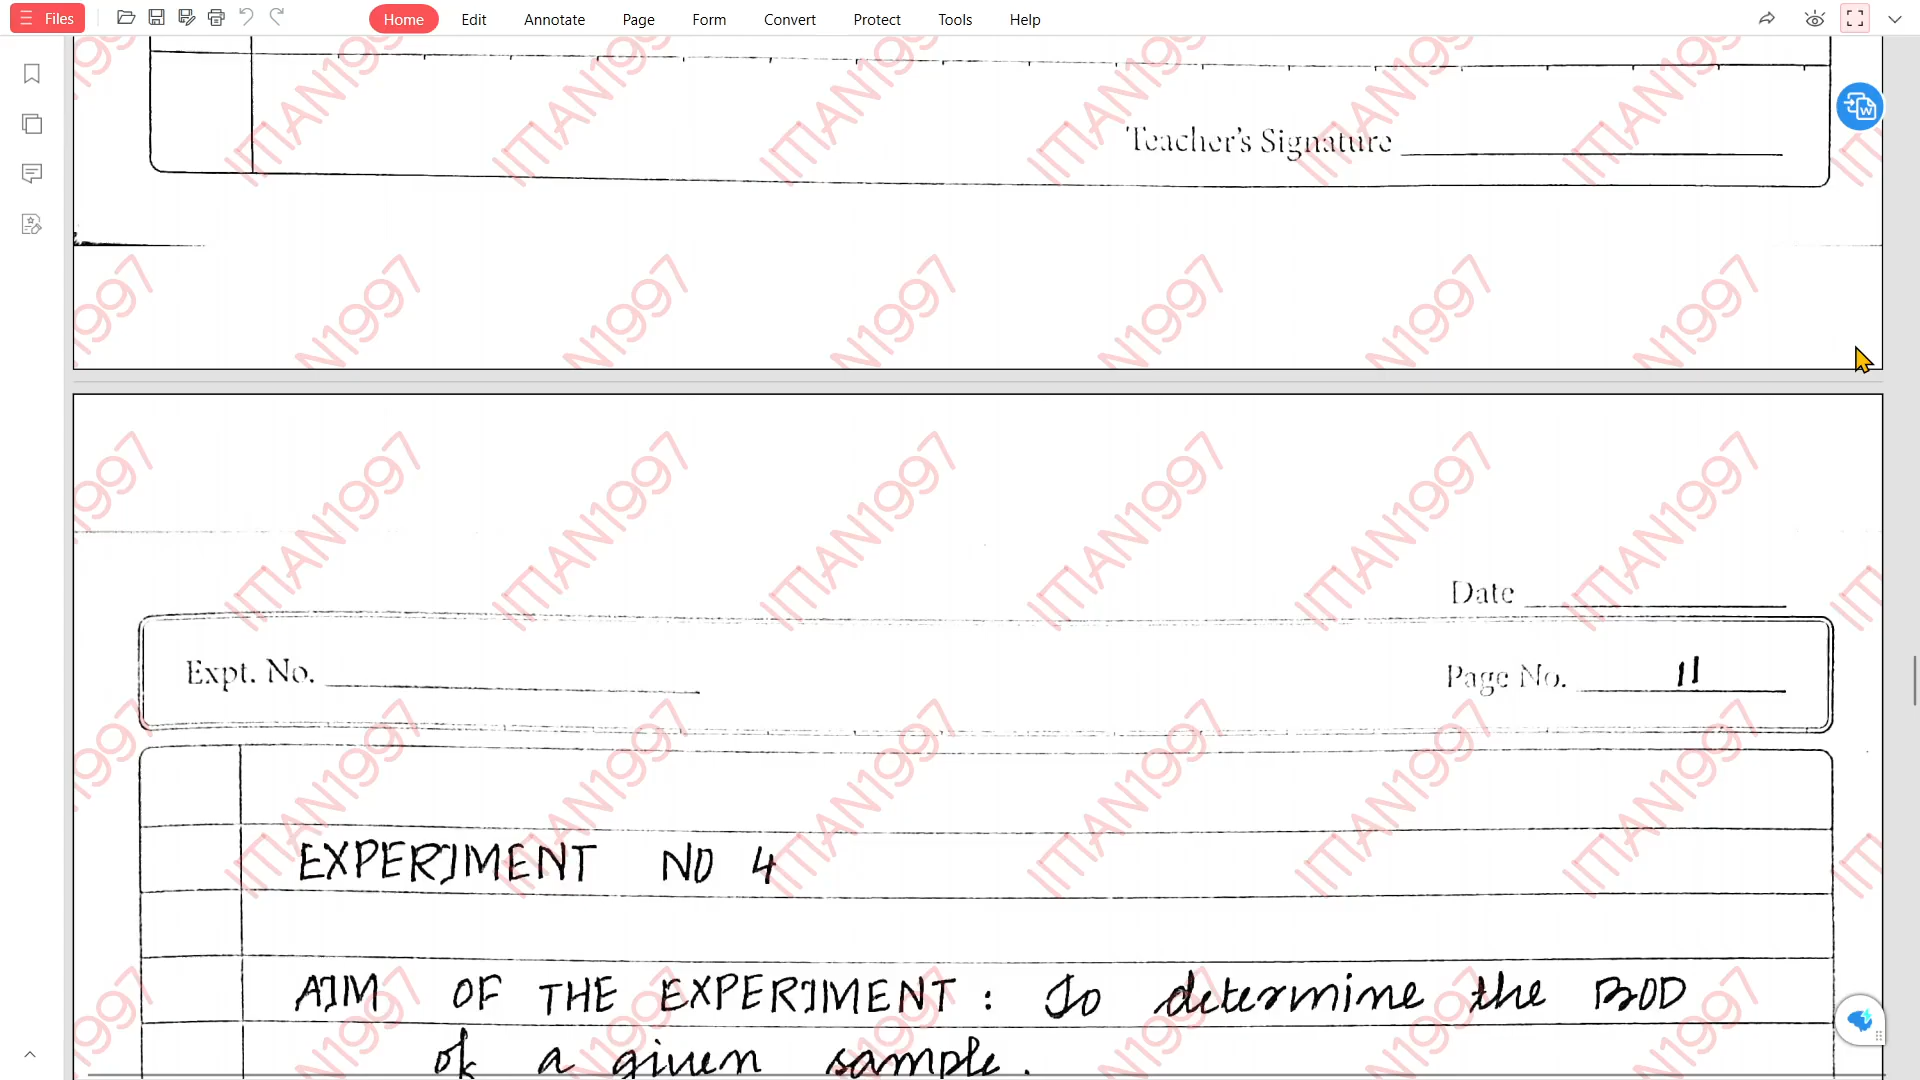 Files
Home Edit Annotate Page Form Convert Protect Tools Help
Teacher's Signature
Date
Expt. No.
Page No. 11
EXPERIMENT NO 4
AIM OF THE EXPERIMENT : To determine the BOD
of a given sample.
IITIAN1997